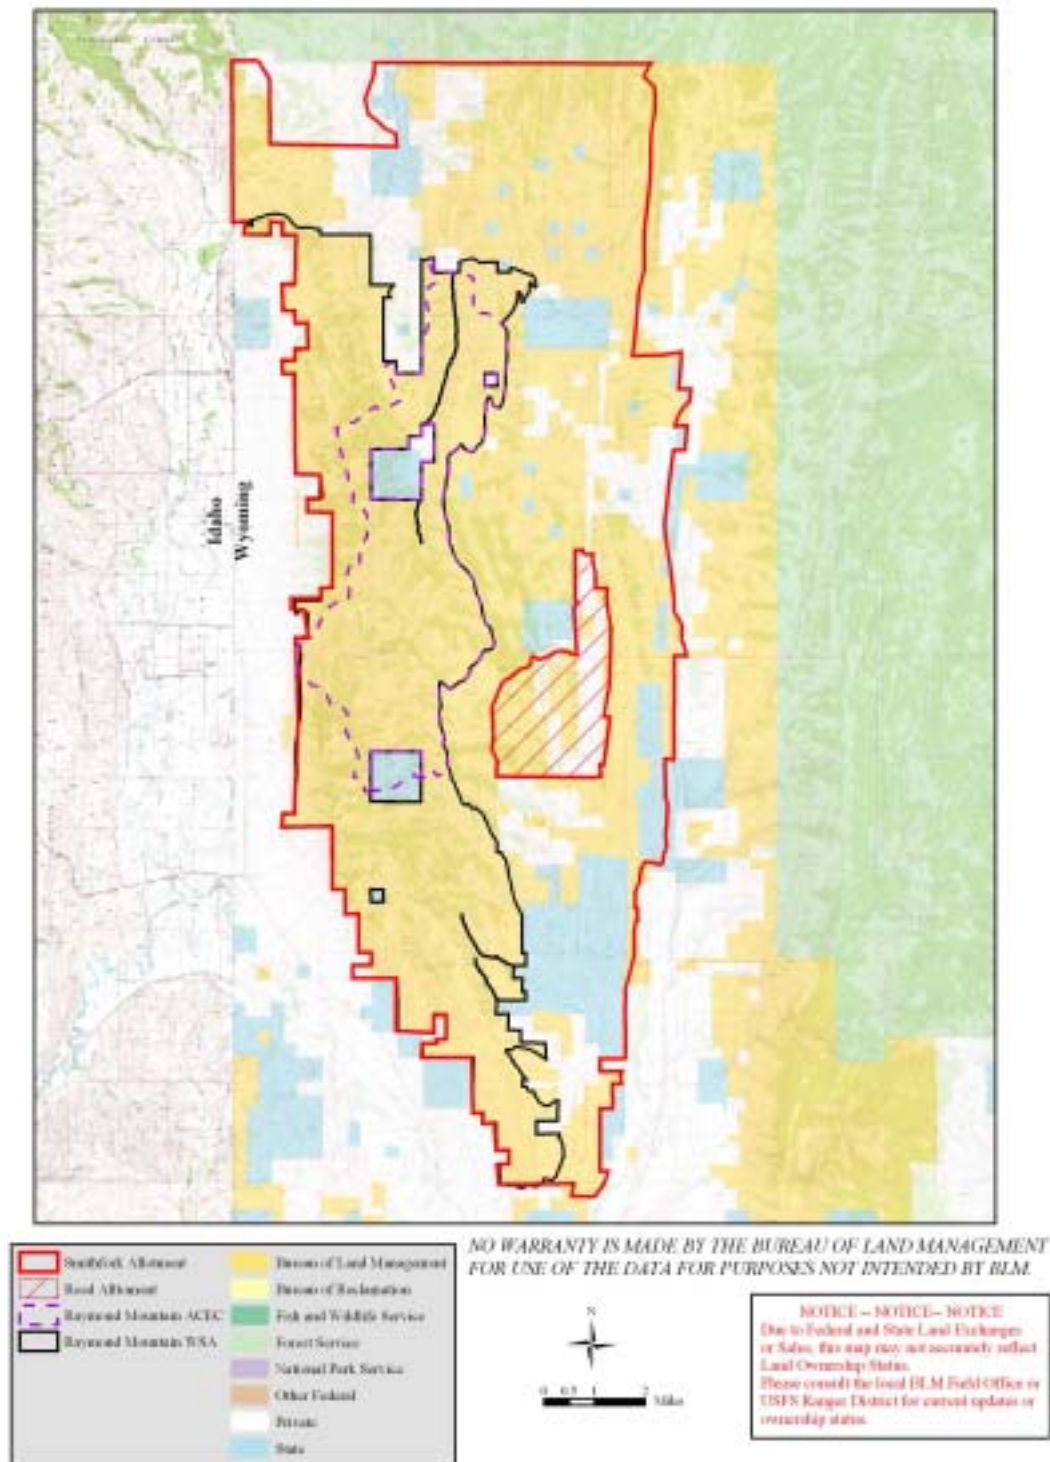 Idaho
Wyoming
Smithfork Allotment
Allotment
Raymond Mountain ACEC
Raymond Mountain WSA
Bureau of Land Management
Bureau of Reclamation
Fish and Wildlife Service
Forest Service
National Park Service
Other Federal
Private
State
NO WARRANTY IS MADE BY THE BUREAU OF LAND MANAGEMENT
FOR USE OF THE DATA FOR PURPOSES NOT INTENDED BY BLM.
N
0 0.5 1 2 Miles
NOTICE -- NOTICE-- NOTICE
Due to Federal and State Land Exchanges
or Sales, this map may not accurately reflect
Land Ownership Status.
Please consult the local BLM Field Office or
USFS Ranger District for current updates or
ownership status.